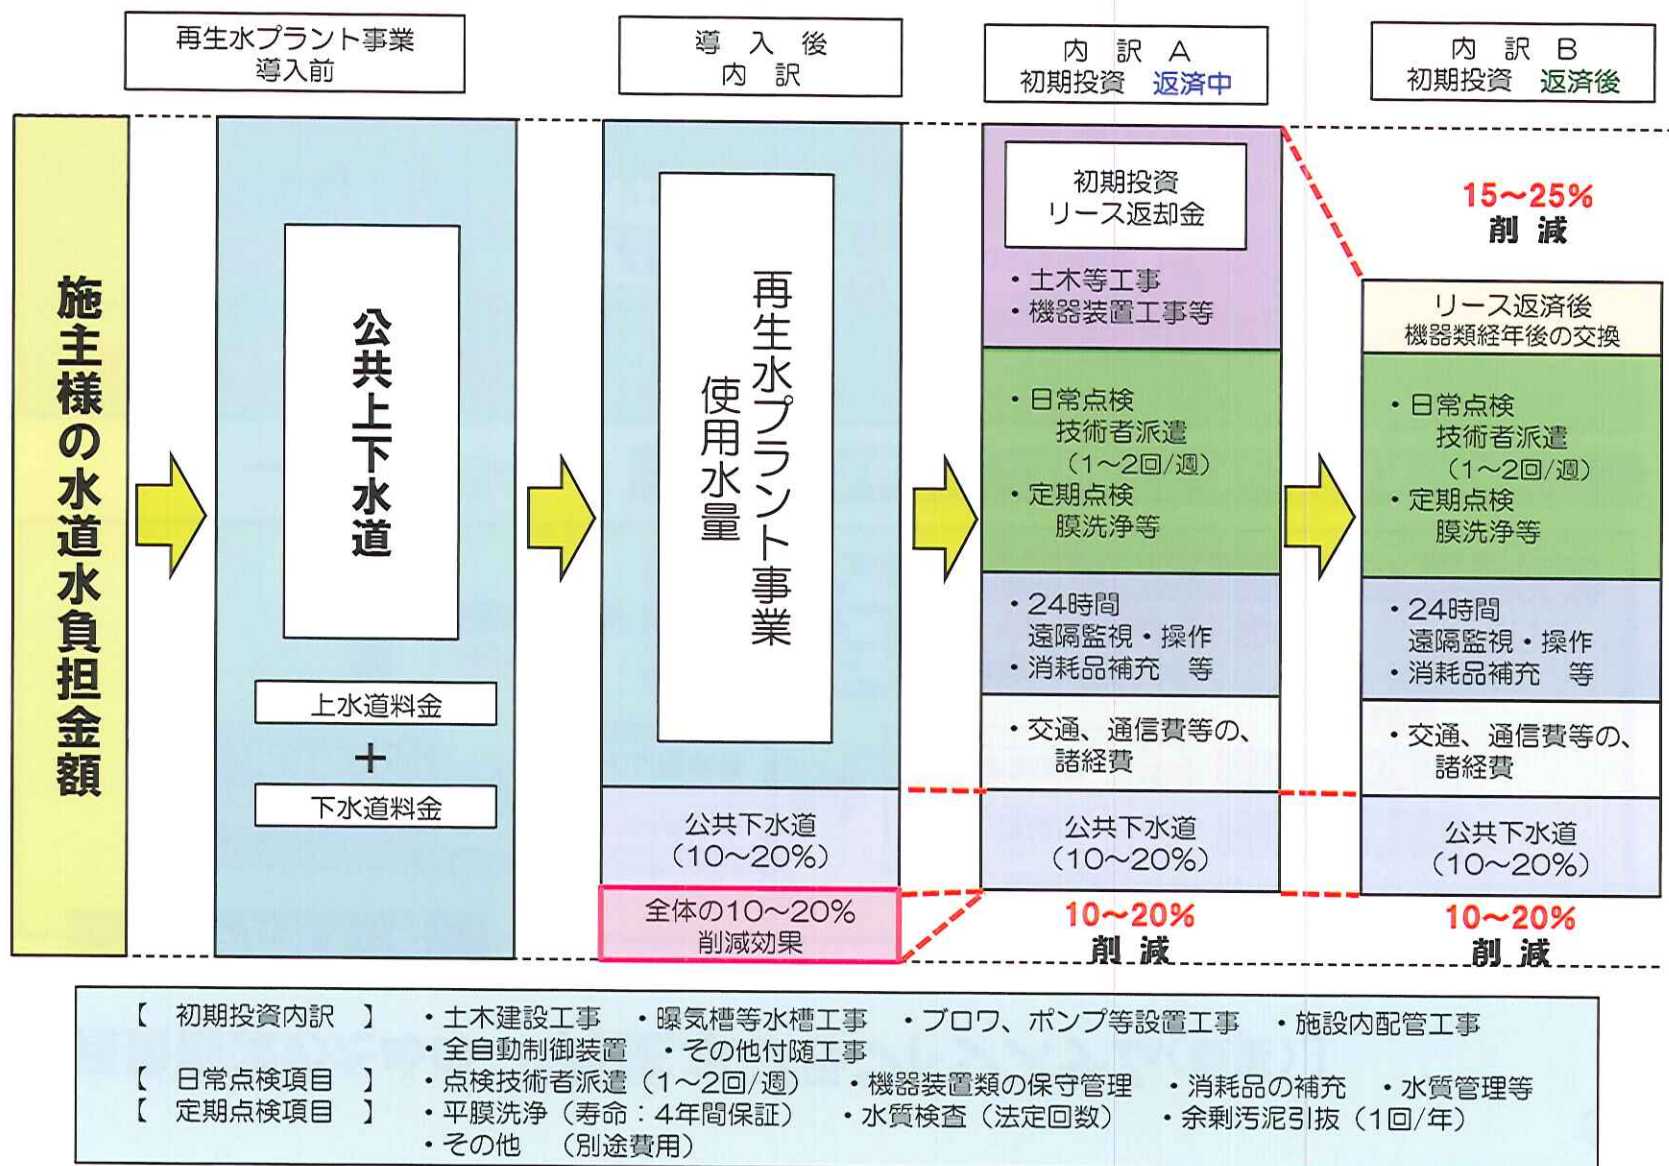 再生水プラント事業
導入前
導 入 後
内 訳
内 訳 A
初期投資 返済中
内 訳 B
初期投資 返済後
施主様の水道水負担金額
公共上下水道
上水道料金
+
下水道料金
再生水プラント事業
使用水量
公共下水道
(10～20%)
全体の10～20%
削減効果
初期投資
リース返却金
・土木等工事
・機器装置工事等
・日常点検
技術者派遣
(1～2回/週)
・定期点検
膜洗浄等
・24時間
遠隔監視・操作
・消耗品補充 等
・交通、通信費等の、
諸経費
公共下水道
(10～20%)
10～20%
削 減
15～25%
削 減
リース返済後
機器類経年後の交換
・日常点検
技術者派遣
(1～2回/週)
・定期点検
膜洗浄等
・24時間
遠隔監視・操作
・消耗品補充 等
・交通、通信費等の、
諸経費
公共下水道
(10～20%)
10～20%
削 減
【 初期投資内訳 】 ・土木建設工事 ・曝気槽等水槽工事 ・ブロワ、ポンプ等設置工事 ・施設内配管工事
・全自動制御装置 ・その他付随工事
【 日常点検項目 】 ・点検技術者派遣(1～2回/週) ・機器装置類の保守管理 ・消耗品の補充 ・水質管理等
【 定期点検項目 】 ・平膜洗浄(寿命：4年間保証) ・水質検査(法定回数) ・余剰汚泥引抜(1回/年)
・その他 (別途費用)